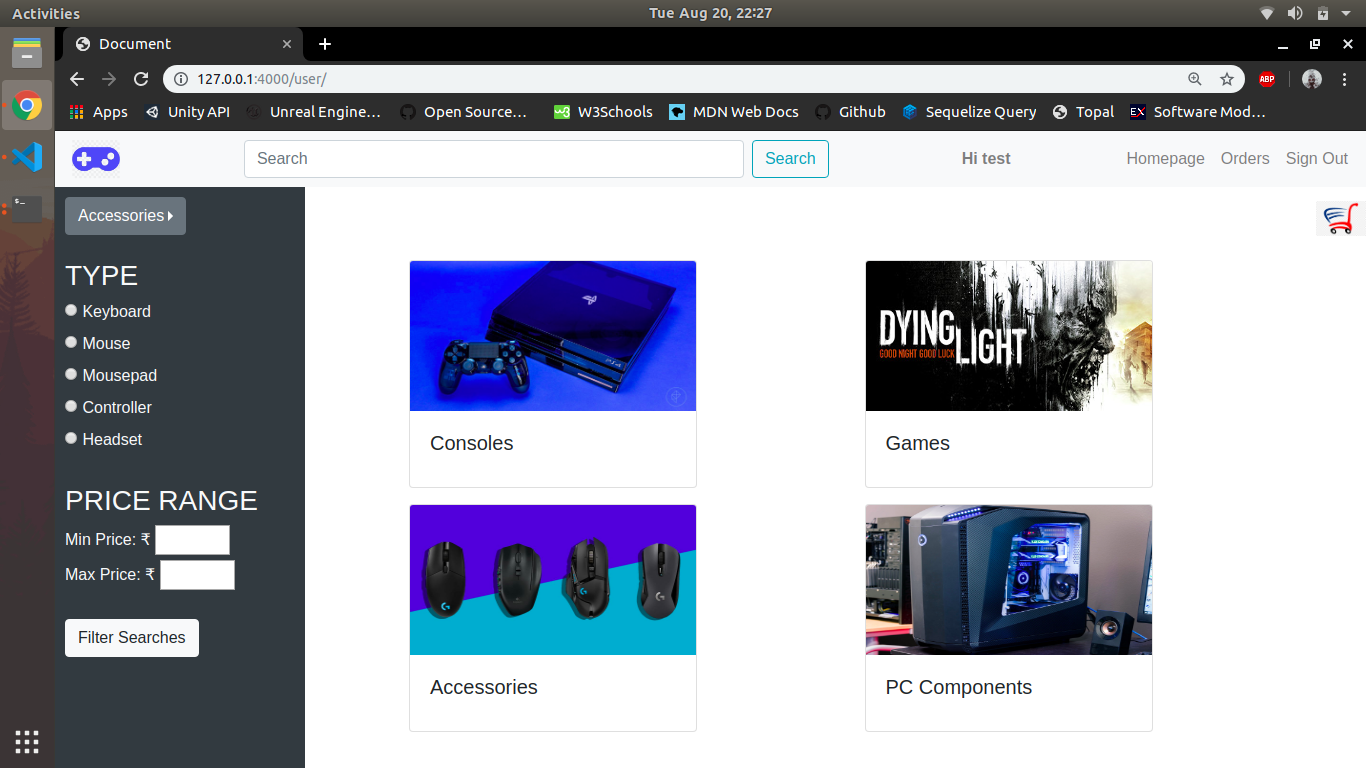 Activities
Tue Aug 20, 22:27
Document
127.0.0.1:4000/user/
ABP
Apps
Unity API
Unreal Engine…
Open Source…
W3Schools
MDN Web Docs
Github
Sequelize Query
Topal
EX
Software Mod…
Search
Search
Hi test
Homepage
Orders
Sign Out
Accessories
TYPE
Keyboard
Mouse
Mousepad
Controller
Headset
PRICE RANGE
Min Price: ₹
Max Price: ₹
Filter Searches
PS4
Consoles
DYING
LIGHT
GOOD NIGHT GOOD LUCK
Games
Accessories
PC Components